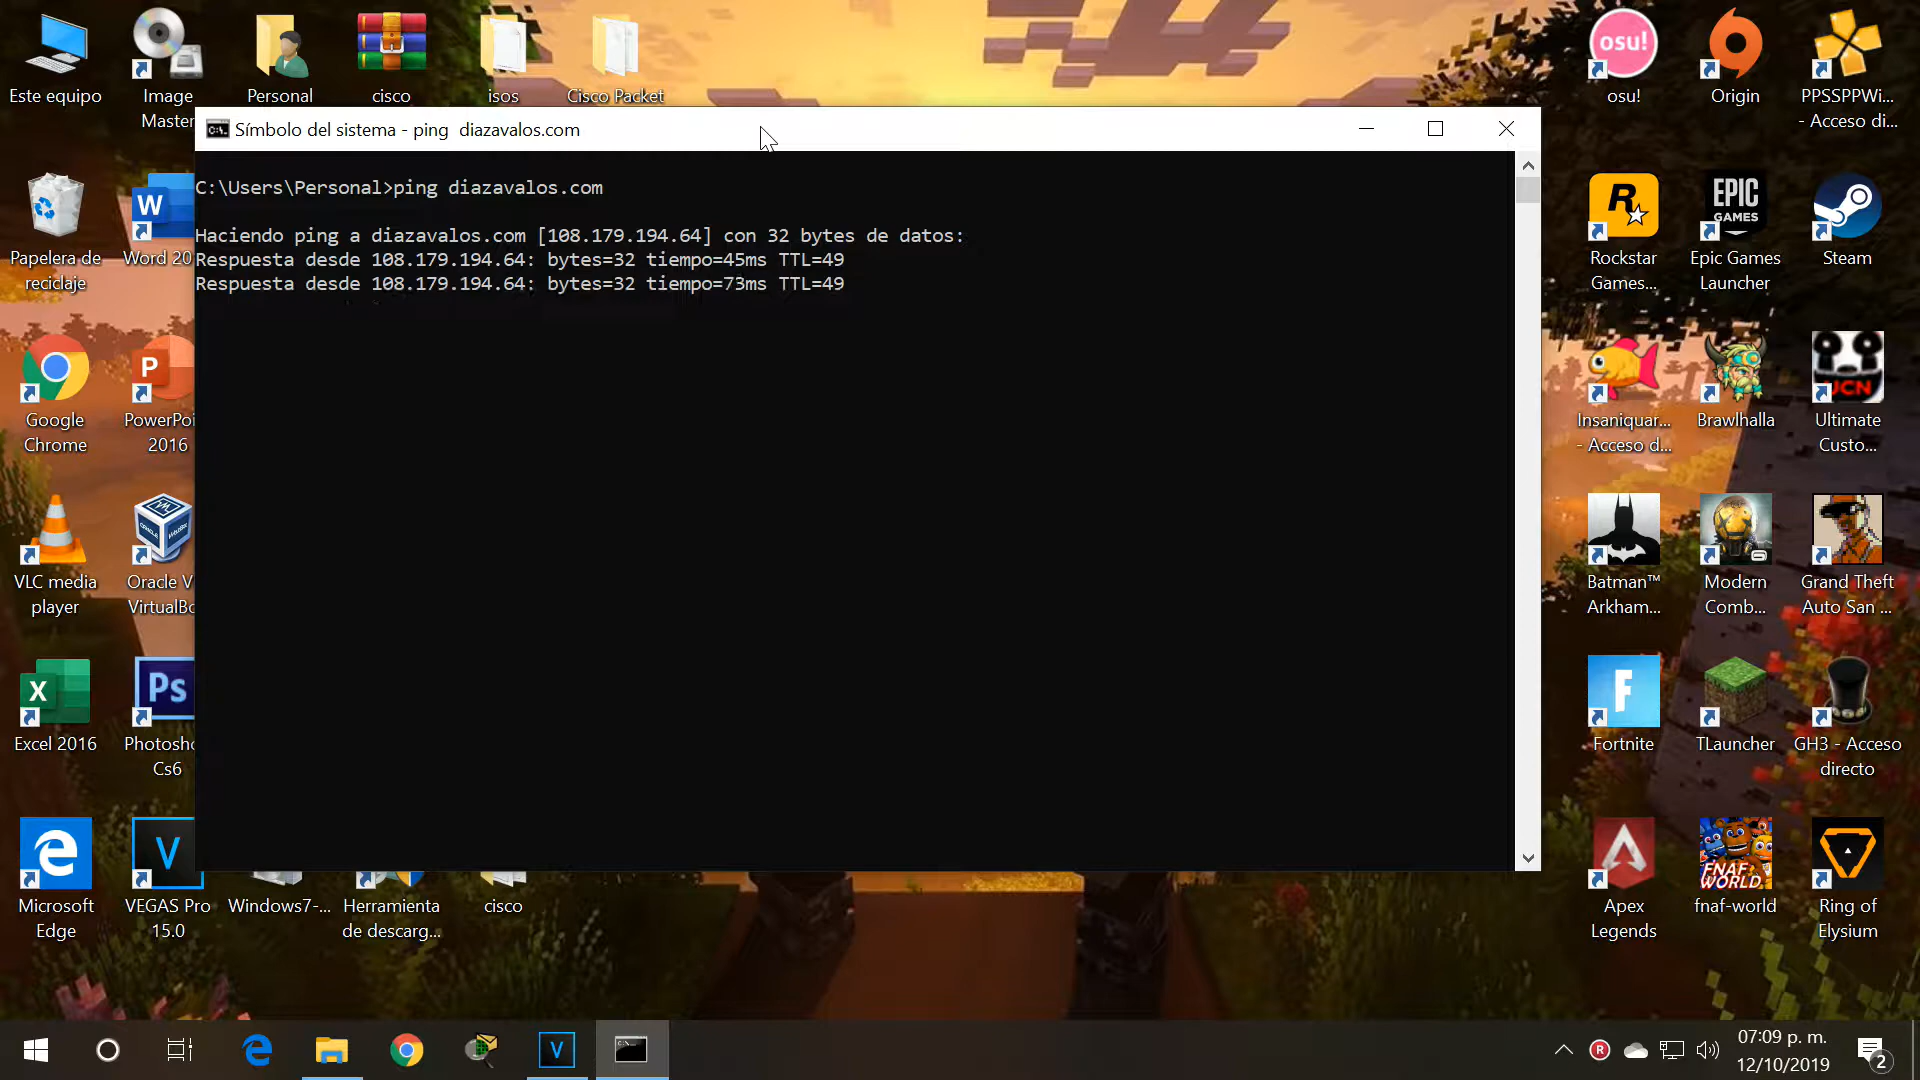 Este equipo
Image
Master
Personal
cisco
isos
Cisco Packet
osu!
osu!
Origin
PPSSPPWi...
- Acceso di...
Símbolo del sistema - ping  diazavalos.com
C:\Users\Personal>ping diazavalos.com
Haciendo ping a diazavalos.com [108.179.194.64] con 32 bytes de datos:
Respuesta desde 108.179.194.64: bytes=32 tiempo=45ms TTL=49
Respuesta desde 108.179.194.64: bytes=32 tiempo=73ms TTL=49
Papelera de
reciclaje
W
Word 20
R
Rockstar
Games...
EPIC
GAMES
Epic Games
Launcher
Steam
Google
Chrome
P
PowerPoi
2016
Insaniquar...
- Acceso d...
Brawlhalla
UCN
Ultimate
Custo...
VLC media
player
Oracle V
VirtualBo
Batman™
Arkham...
Modern
Comb...
Grand Theft
Auto San ...
X
Excel 2016
Ps
Photosho
Cs6
F
Fortnite
TLauncher
GH3 - Acceso
directo
Microsoft
Edge
V
VEGAS Pro
15.0
Windows7-...
Herramienta
de descarg...
cisco
Apex
Legends
FNAF
WORLD
fnaf-world
Ring of
Elysium
V
R
07:09 p. m.
12/10/2019
2